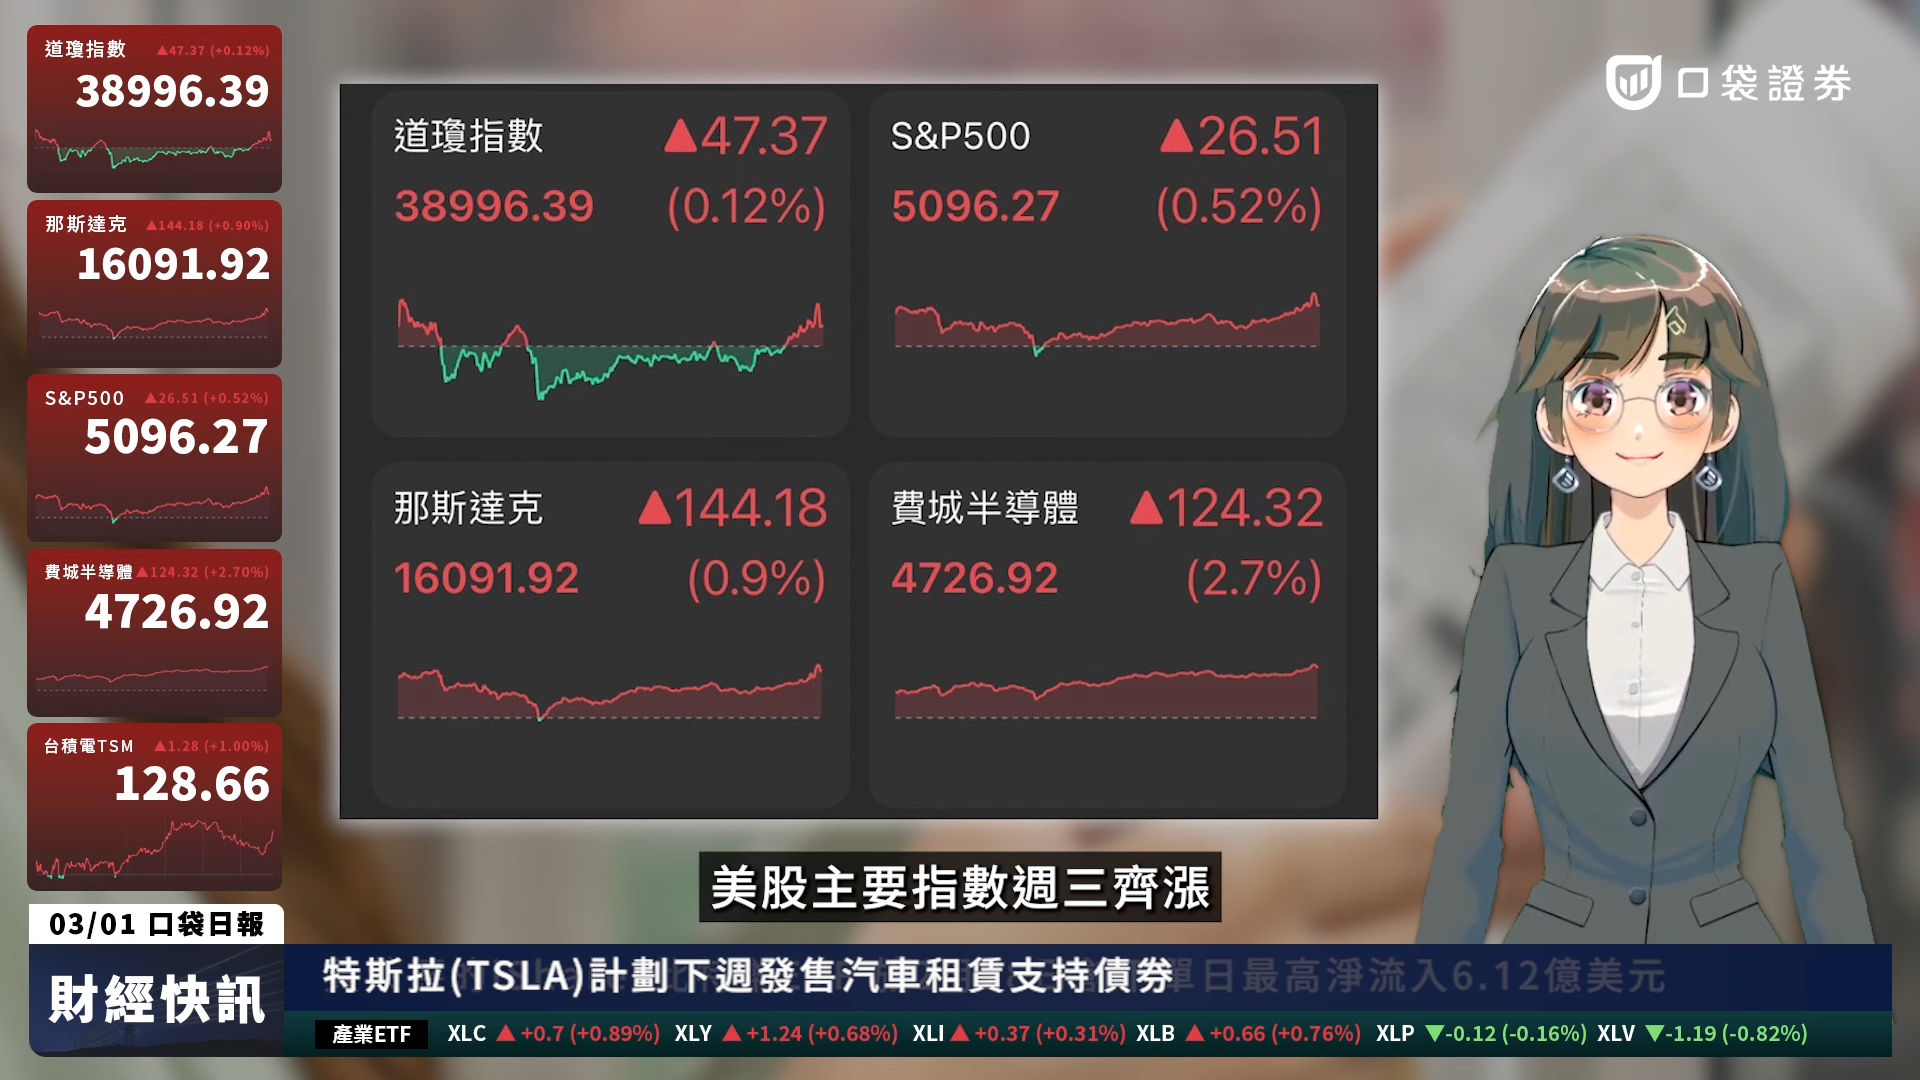 道瓊指數 ▲47.37 (+0.12%)
38996.39
那斯達克 ▲144.18 (+0.90%)
16091.92
S&P500 ▲26.51 (+0.52%)
5096.27
費城半導體 ▲124.32 (+2.70%)
4726.92
台積電TSM ▲1.28 (+1.00%)
128.66
道瓊指數 ▲47.37
38996.39 (0.12%)
S&P500 ▲26.51
5096.27 (0.52%)
那斯達克 ▲144.18
16091.92 (0.9%)
費城半導體 ▲124.32
4726.92 (2.7%)
口袋證券
美股主要指數週三齊漲
03/01 口袋日報
財經快訊
特斯拉(TSLA)計劃下週發售汽車租賃支持債券
單日最高淨流入6.12億美元
產業ETF XLC ▲+0.7 (+0.89%) XLY ▲+1.24 (+0.68%) XLI ▲+0.37 (+0.31%) XLB ▲+0.66 (+0.76%) XLP ▼-0.12 (-0.16%) XLV ▼-1.19 (-0.82%)